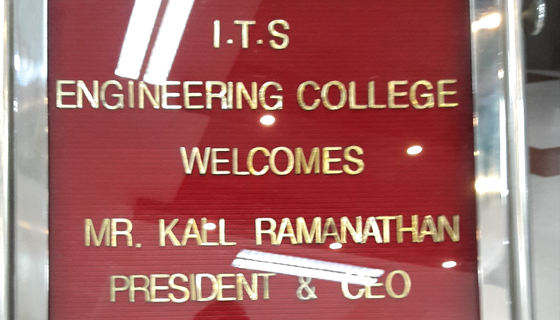 I.T.S
ENGINEERING COLLEGE
WELCOMES
MR. KALL RAMANATHAN
PRESIDENT & CEO